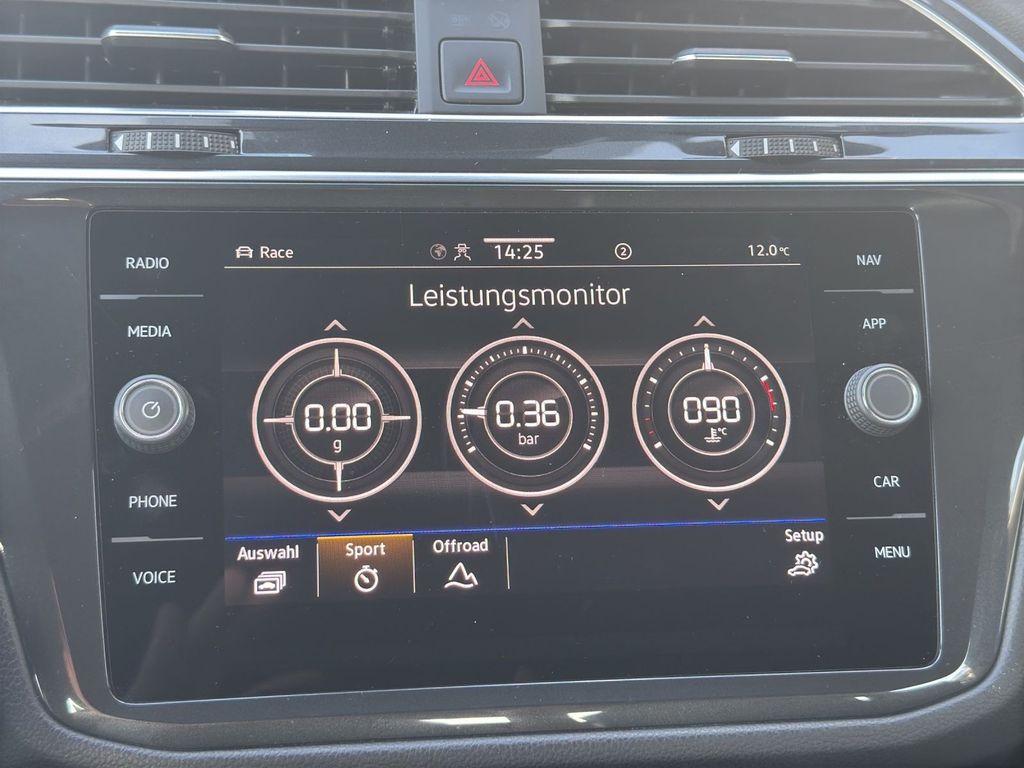 RADIO
MEDIA
PHONE
VOICE
Race
14:25
2
12.0°C
Leistungsmonitor
0.00
g
0.36
bar
090
°C
Auswahl
Sport
Offroad
Setup
NAV
APP
CAR
MENU